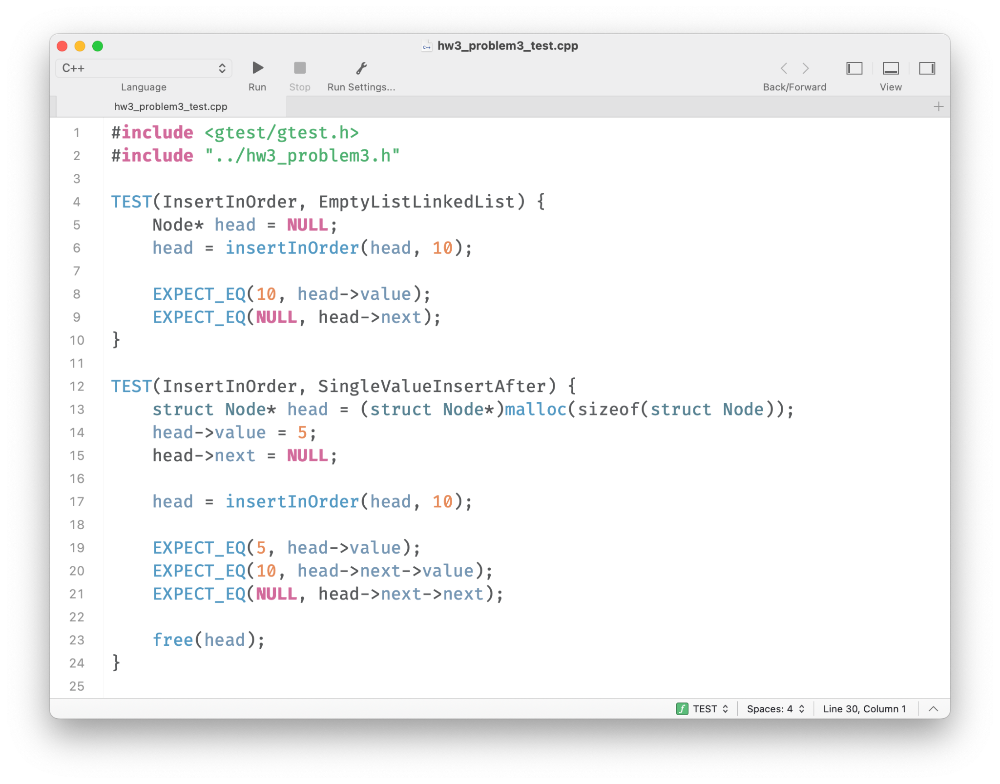 hw3_problem3_test.cpp
C++
Language
Run
Stop
Run Settings...
Back/Forward
View
hw3_problem3_test.cpp
1 #include <gtest/gtest.h>
2 #include "../hw3_problem3.h"
3
4 TEST(InsertInOrder, EmptyListLinkedList) {
5     Node* head = NULL;
6     head = insertInOrder(head, 10);
7
8     EXPECT_EQ(10, head->value);
9     EXPECT_EQ(NULL, head->next);
10 }
11
12 TEST(InsertInOrder, SingleValueInsertAfter) {
13     struct Node* head = (struct Node*)malloc(sizeof(struct Node));
14     head->value = 5;
15     head->next = NULL;
16
17     head = insertInOrder(head, 10);
18
19     EXPECT_EQ(5, head->value);
20     EXPECT_EQ(10, head->next->value);
21     EXPECT_EQ(NULL, head->next->next);
22
23     free(head);
24 }
25
f TEST Spaces: 4 Line 30, Column 1